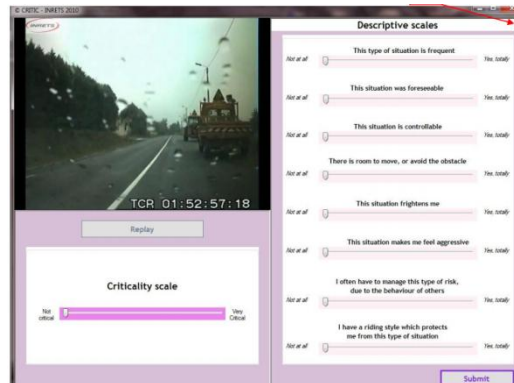 © CRITIC - INRETS 2010
INRETS
TCR 01:52:57:18
Replay
Criticality scale
Not critical
Very Critical
Descriptive scales
This type of situation is frequent
Not at all
Yes, totally
This situation was foreseeable
Not at all
Yes, totally
This situation is controllable
Not at all
Yes, totally
There is room to move, or avoid the obstacle
Not at all
Yes, totally
This situation frightens me
Not at all
Yes, totally
This situation makes me feel aggressive
Not at all
Yes, totally
I often have to manage this type of risk,
due to the behaviour of others
Not at all
Yes, totally
I have a riding style which protects
me from this type of situation
Not at all
Yes, totally
Submit